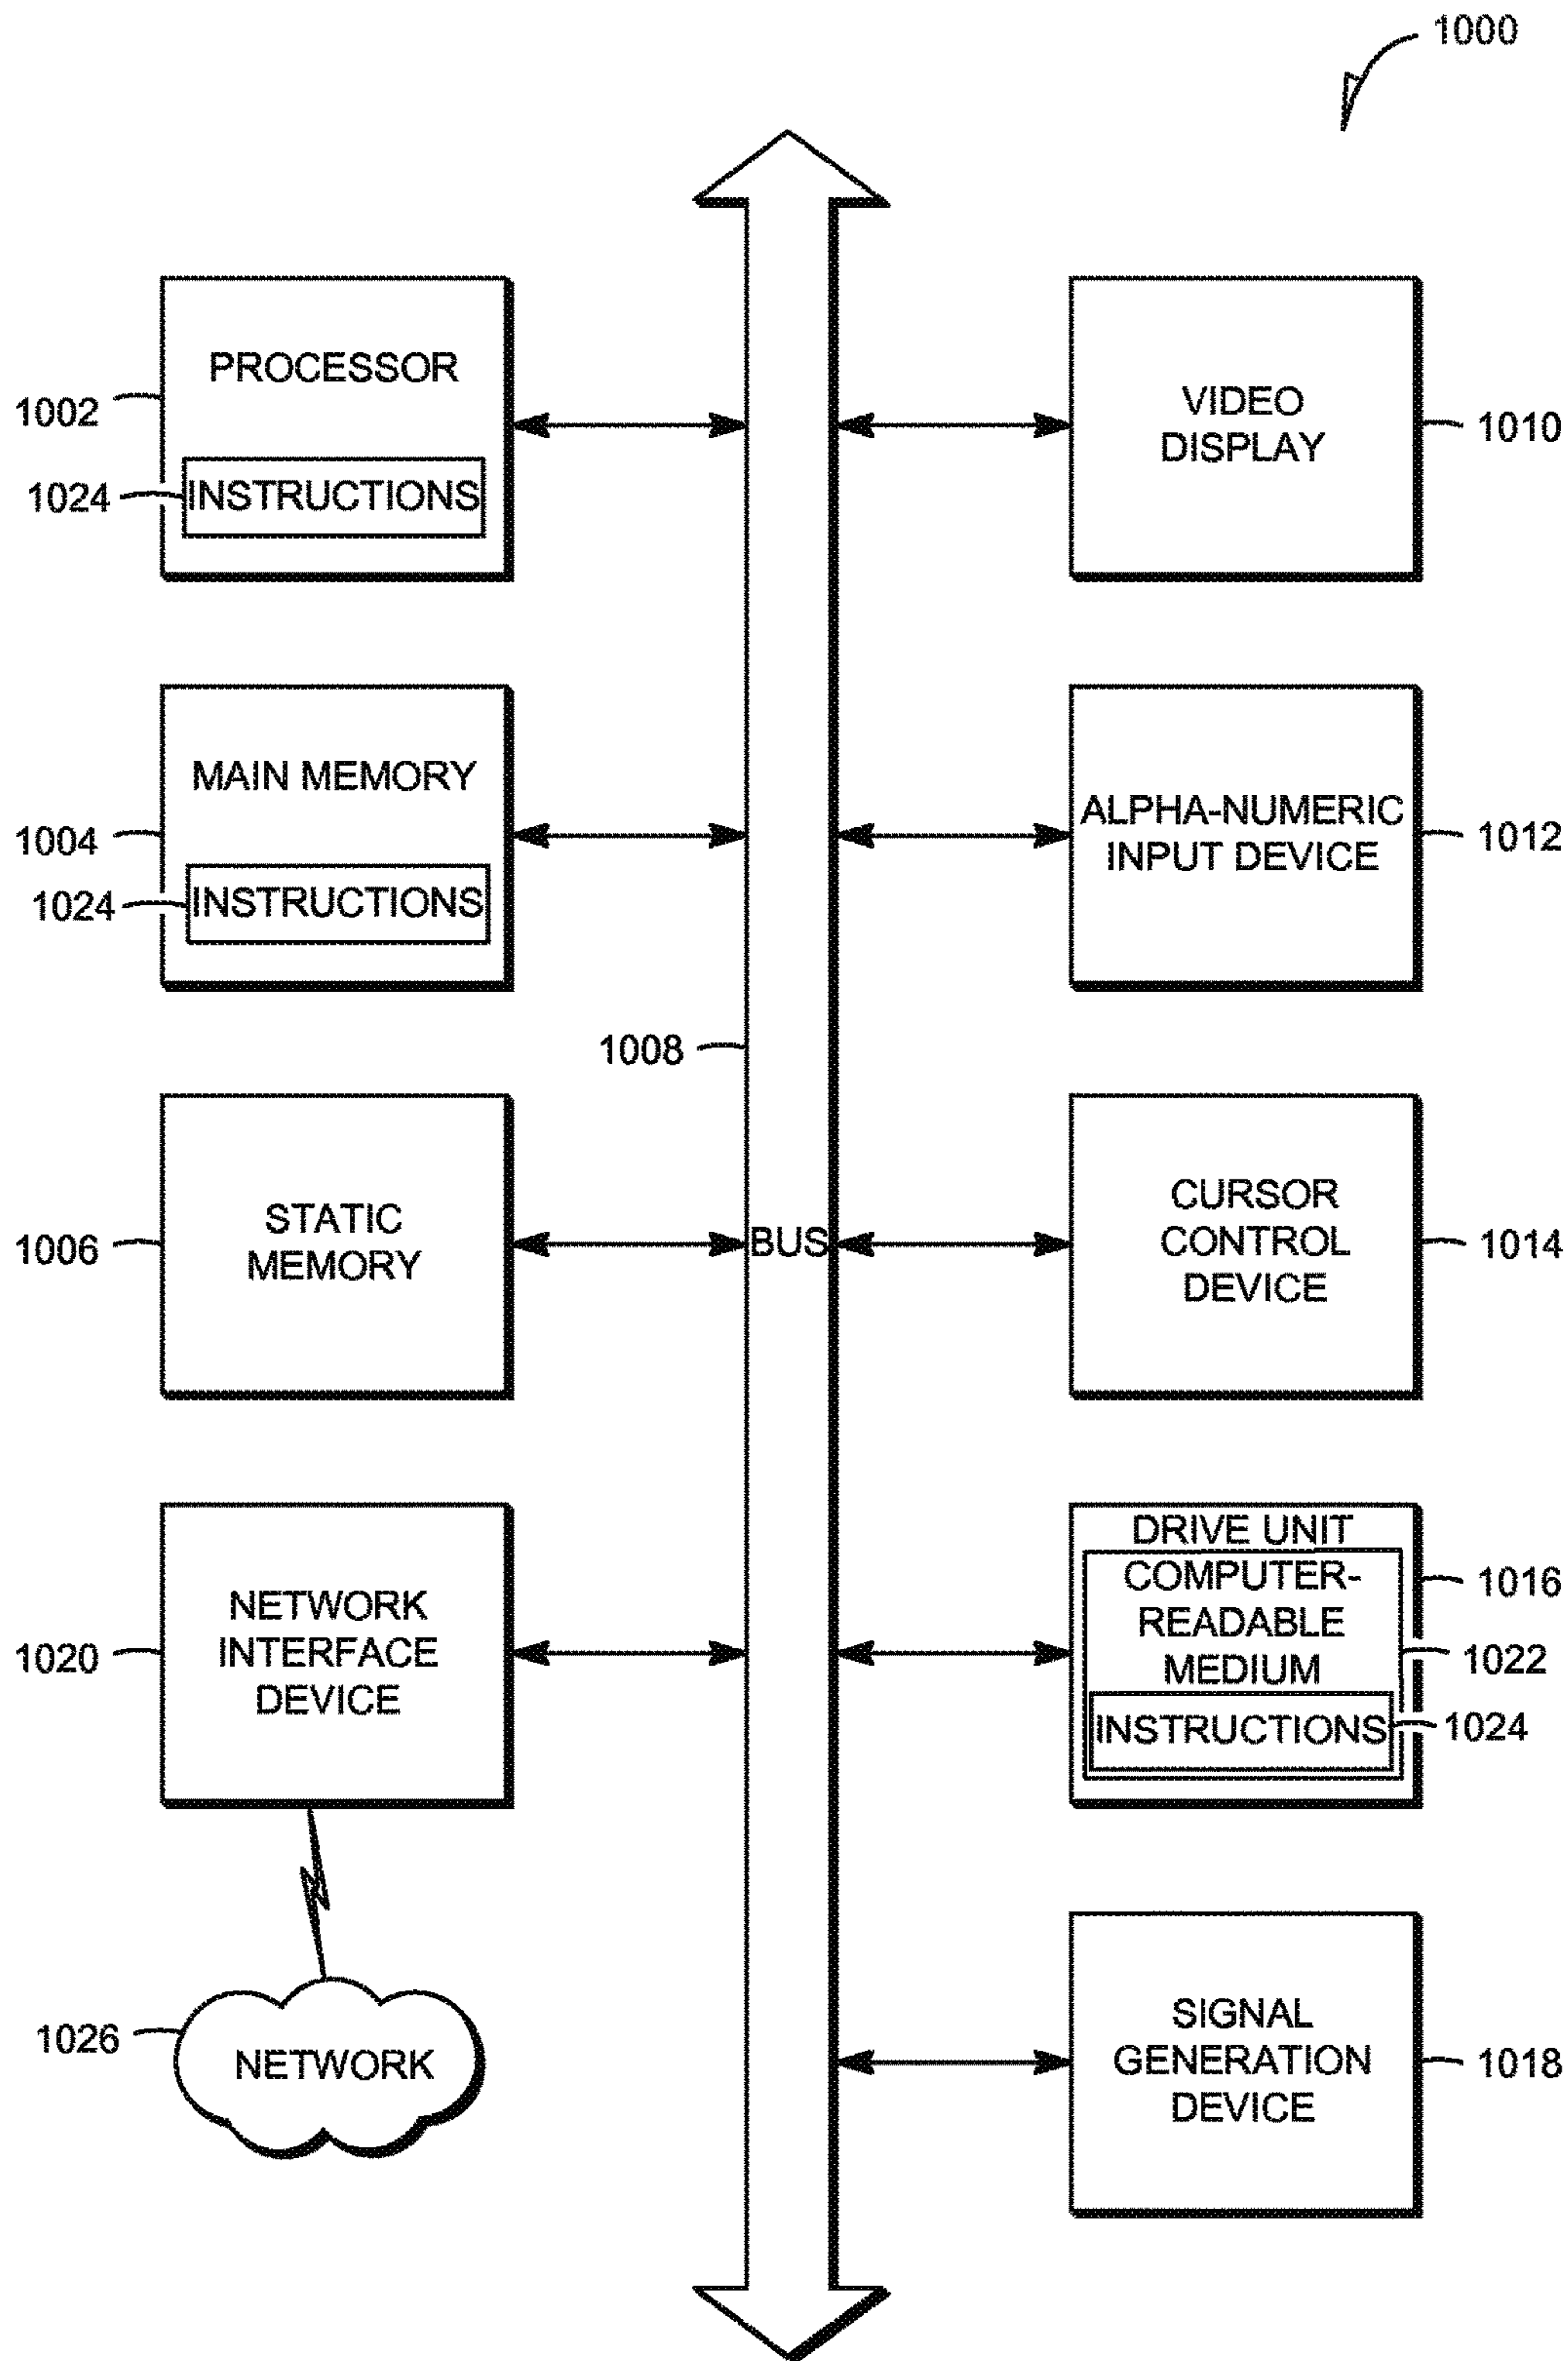 1000
PROCESSOR
1002
1024
INSTRUCTIONS
VIDEO
DISPLAY
1010
MAIN MEMORY
1004
1024
INSTRUCTIONS
ALPHA-NUMERIC
INPUT DEVICE
1012
1008
STATIC
MEMORY
1006
BUS
CURSOR
CONTROL
DEVICE
1014
NETWORK
INTERFACE
DEVICE
1020
DRIVE UNIT
COMPUTER-
READABLE
MEDIUM
1016
1022
INSTRUCTIONS
1024
1026
NETWORK
SIGNAL
GENERATION
DEVICE
1018